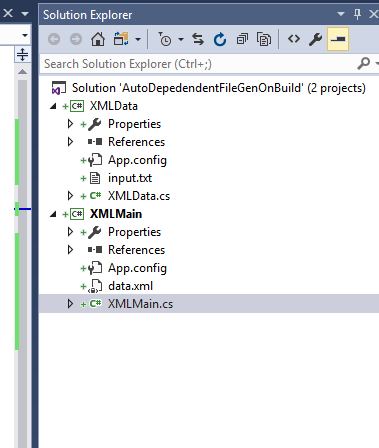 Solution Explorer
Search Solution Explorer (Ctrl+;)
Solution 'AutoDepedendentFileGenOnBuild' (2 projects)
C# XMLData
Properties
References
App.config
input.txt
C# XMLData.cs
C# XMLMain
Properties
References
App.config
data.xml
C# XMLMain.cs